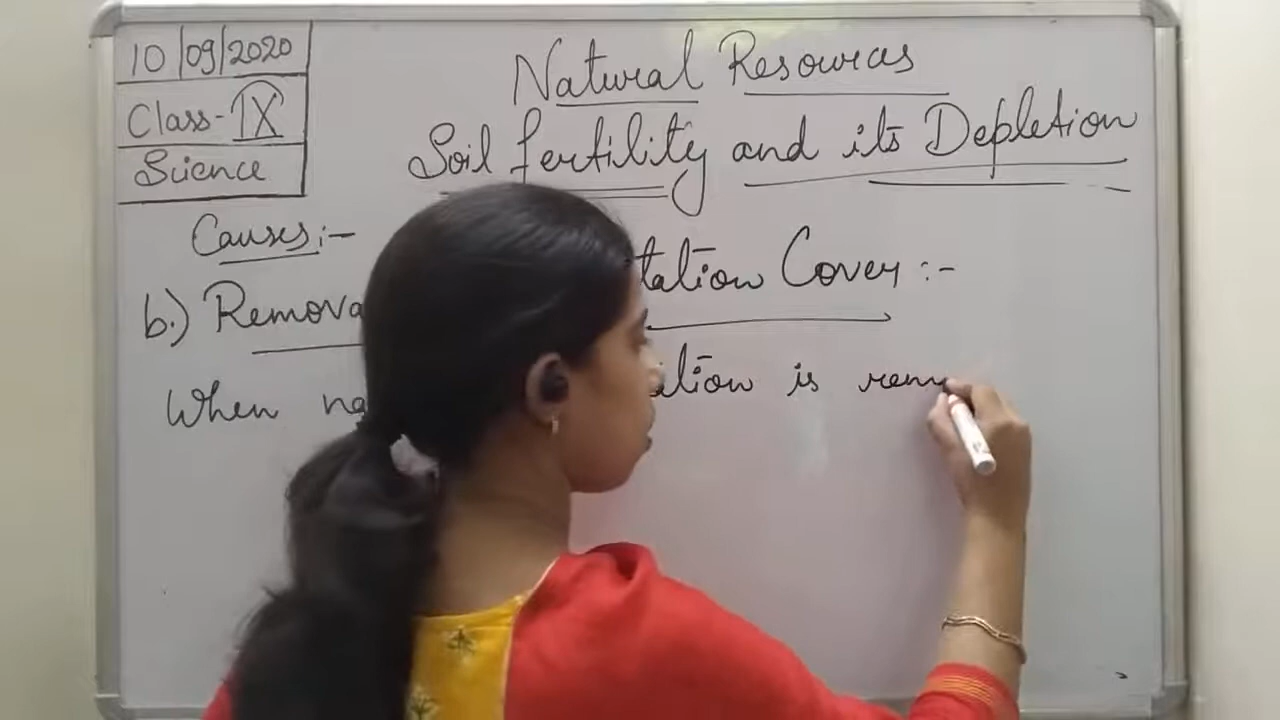 10/09/2020
Class-IX
Science
Natural Resources
Soil fertility and its Depletion
Causes:-
b.) Remova tation Cover:-
When na ation is rem